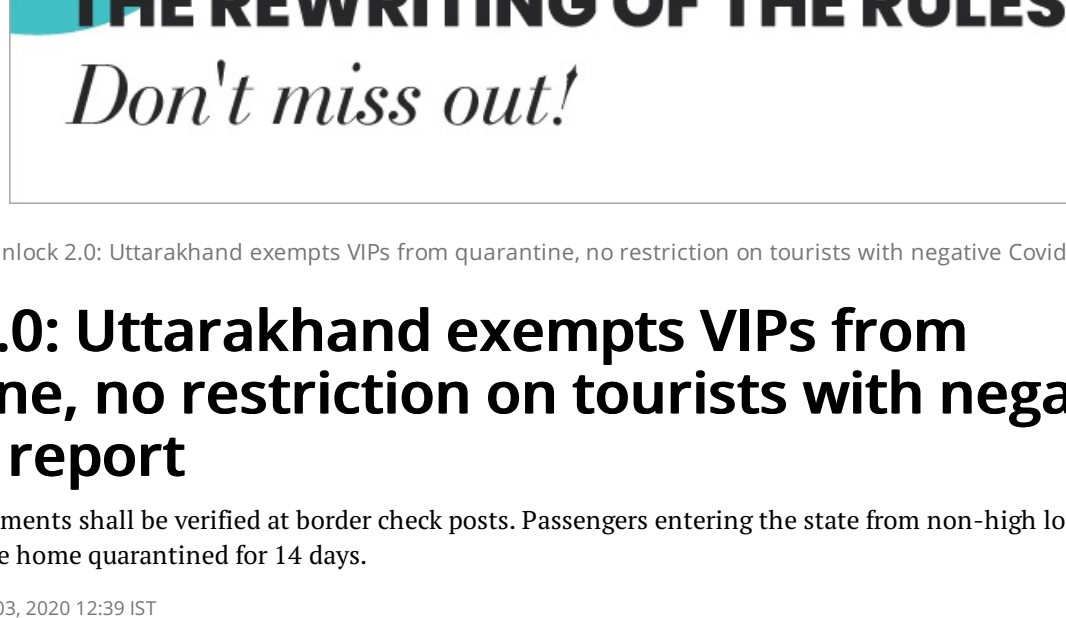 THE REWRITING OF THE RULES
Don't miss out!
nlock 2.0: Uttarakhand exempts VIPs from quarantine, no restriction on tourists with negative Covid
.0: Uttarakhand exempts VIPs from
ne, no restriction on tourists with nega
report
ments shall be verified at border check posts. Passengers entering the state from non-high lo
e home quarantined for 14 days.
03, 2020 12:39 IST